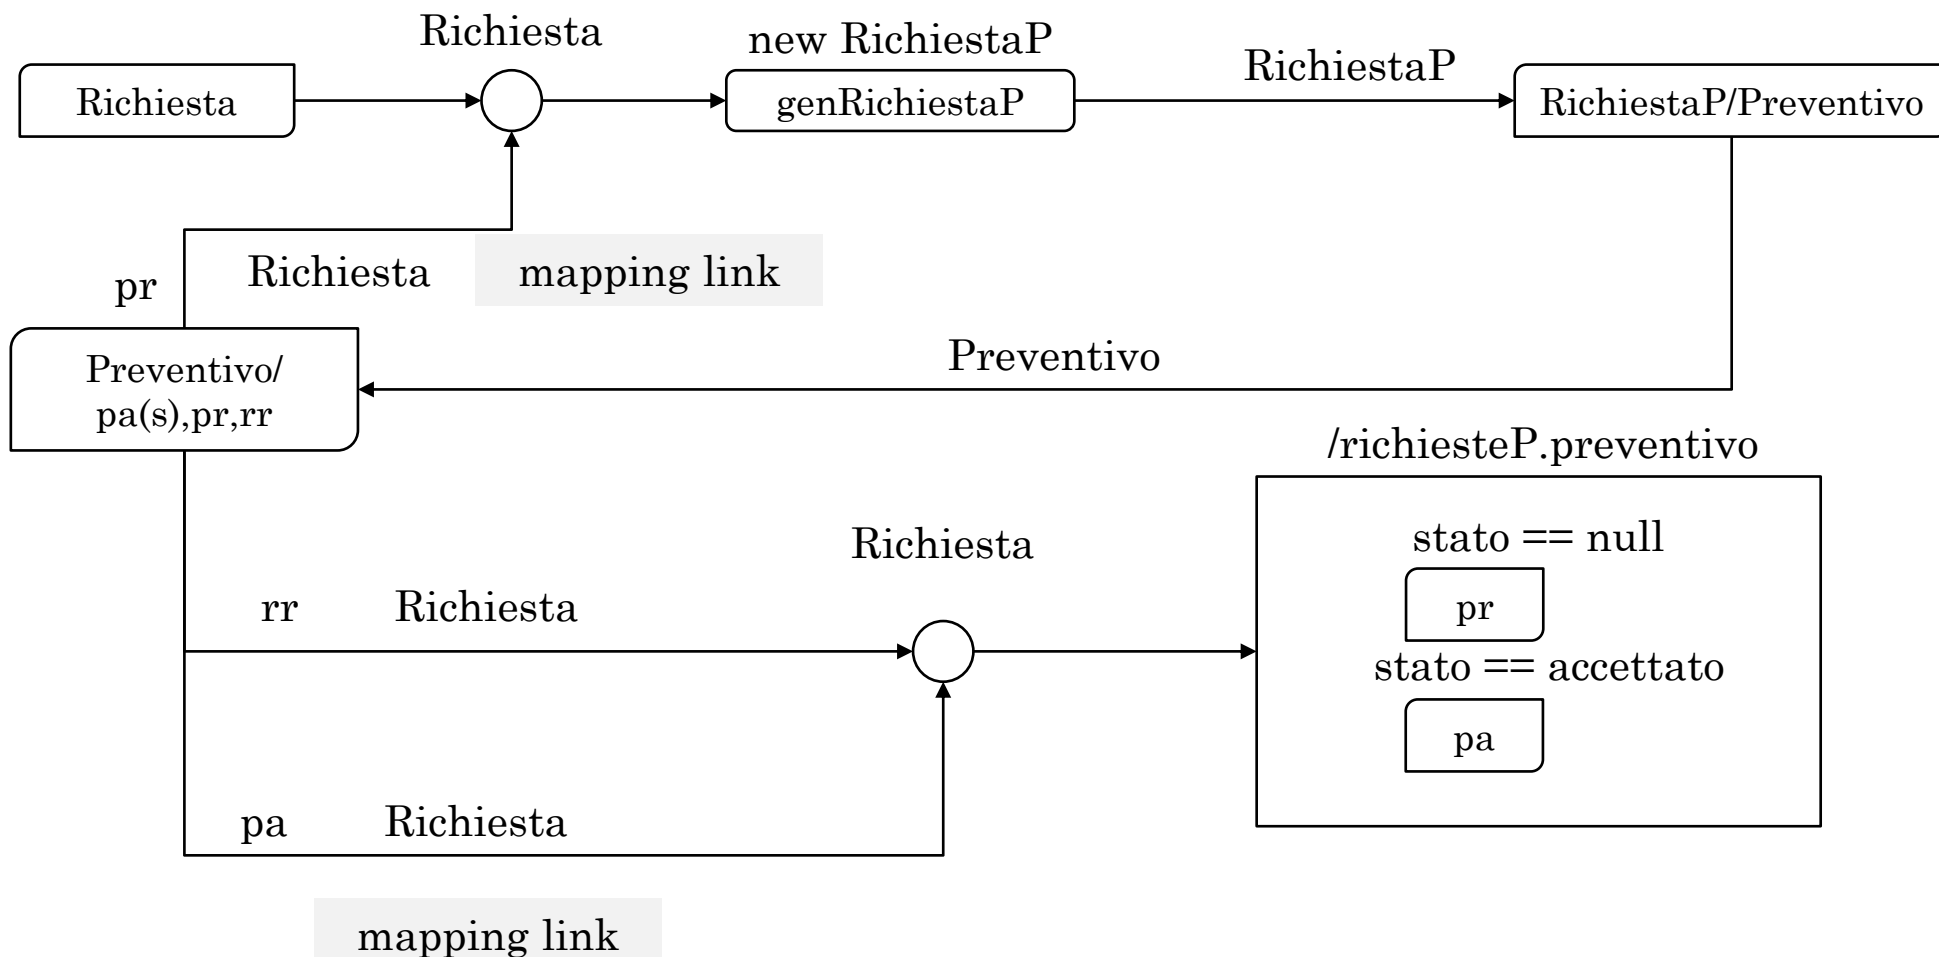 Richiesta
new RichiestaP
RichiestaP
Richiesta
genRichiestaP
RichiestaP/Preventivo
Richiesta
mapping link
pr
Preventivo
Preventivo/
pa(s),pr,rr
/richiesteP.preventivo
stato == null
Richiesta
rr
Richiesta
pr
stato == accettato
pa
pa
Richiesta
mapping link